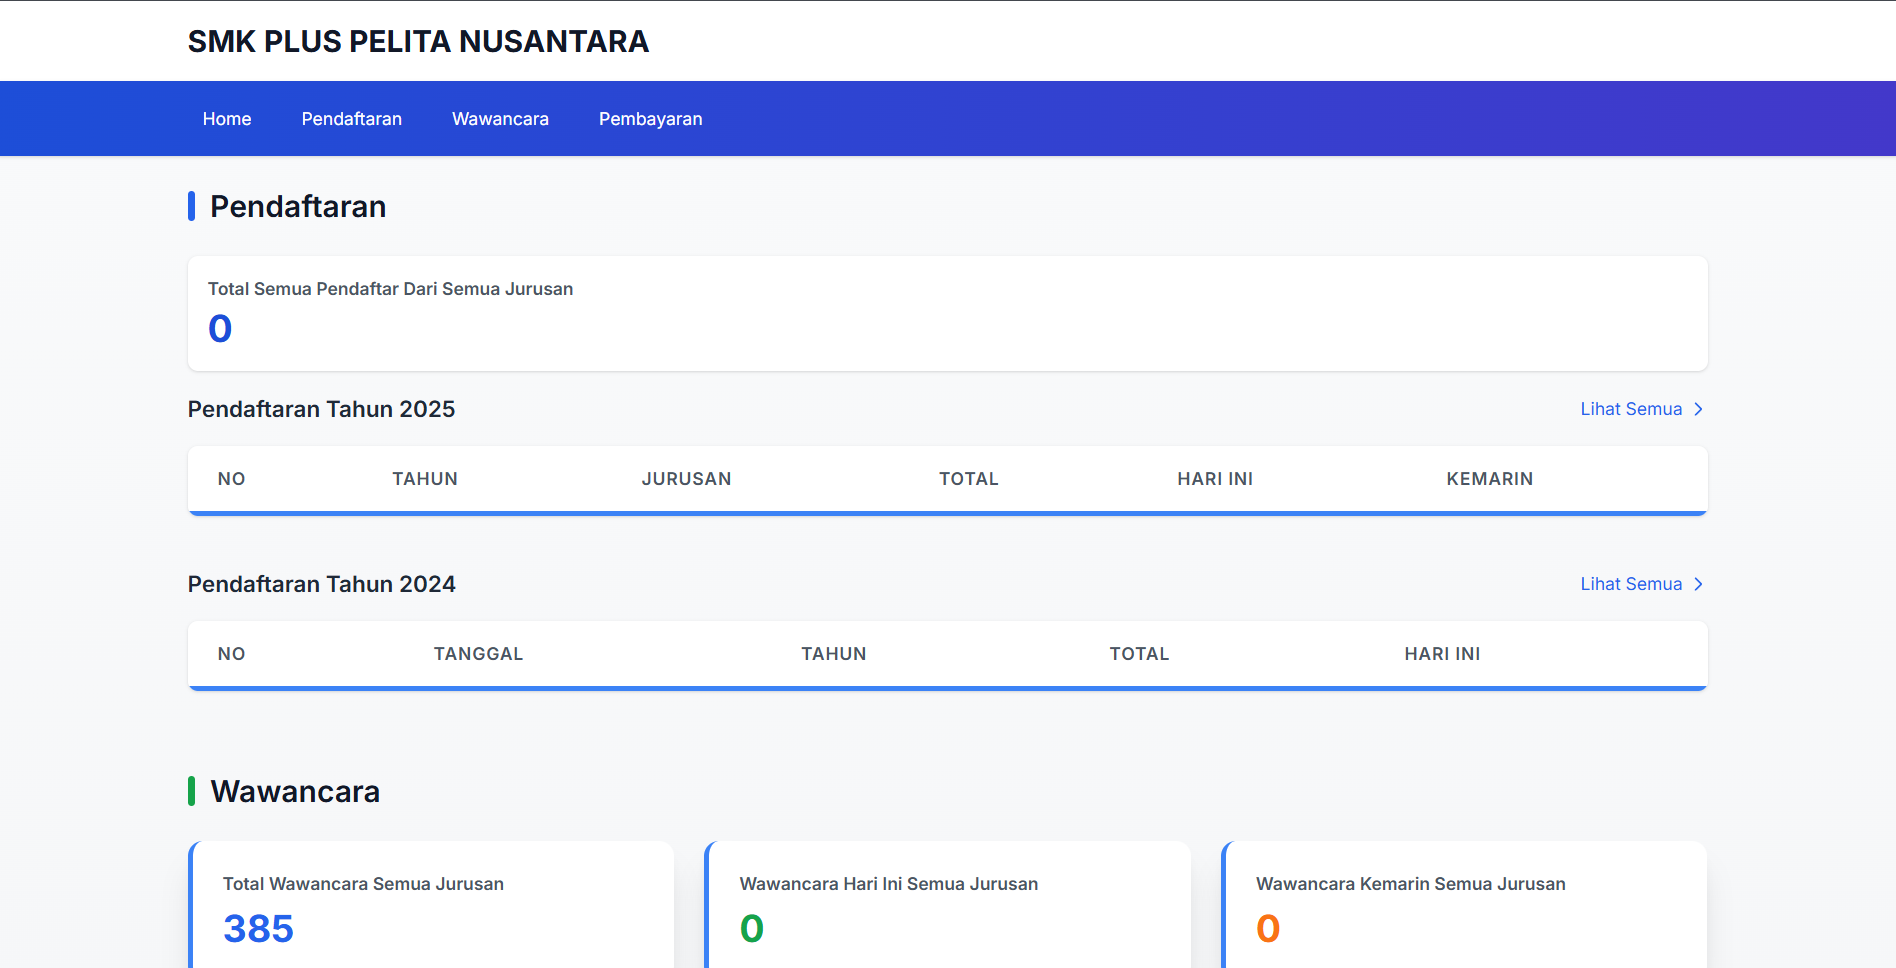 SMK PLUS PELITA NUSANTARA
Home Pendaftaran Wawancara Pembayaran
Pendaftaran
Total Semua Pendaftar Dari Semua Jurusan
0
Pendaftaran Tahun 2025 Lihat Semua
NO TAHUN JURUSAN TOTAL HARI INI KEMARIN
Pendaftaran Tahun 2024 Lihat Semua
NO TANGGAL TAHUN TOTAL HARI INI
Wawancara
Total Wawancara Semua Jurusan
385
Wawancara Hari Ini Semua Jurusan
0
Wawancara Kemarin Semua Jurusan
0